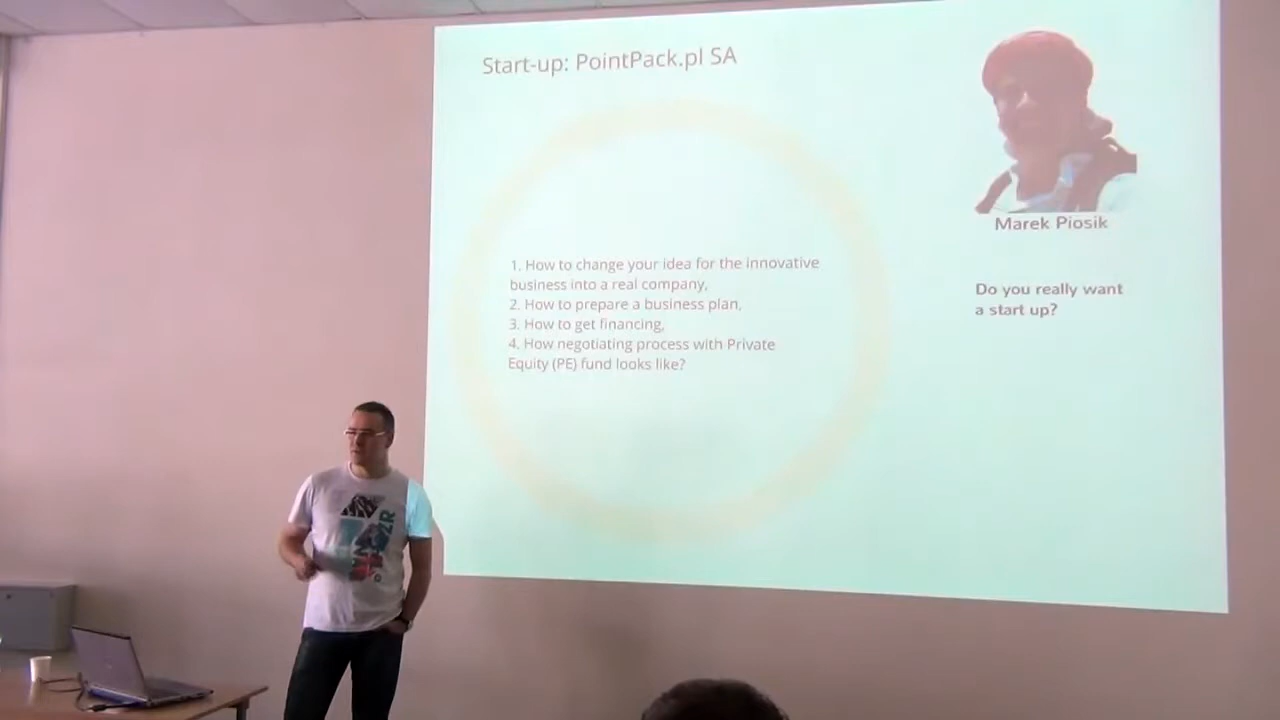 Start-up: PointPack.pl SA
Marek Piosik
1. How to change your idea for the innovative
business into a real company,
2. How to prepare a business plan,
3. How to get financing,
4. How negotiating process with Private
Equity (PE) fund looks like?
Do you really want
a start up?